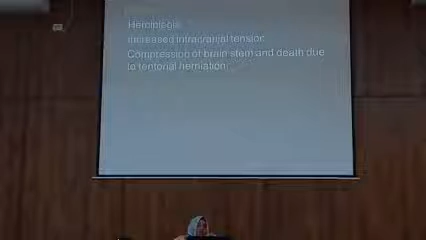 Hemiplegia
Increased intracranial tension
Compression of brain stem and death due
to tentorial herniation